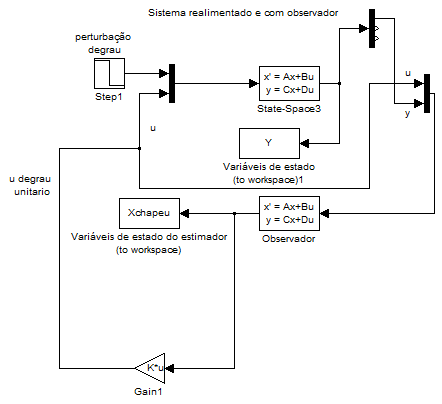 Sistema realimentado e com observador
perturbação
degrau
Step1
x' = Ax+Bu
y = Cx+Du
State-Space3
u
y
u
Y
Variáveis de estado
(to workspace)1
u degrau
unitario
Xchapeu
Variáveis de estado do estimador
(to workspace)
x' = Ax+Bu
y = Cx+Du
Observador
K*u
Gain1